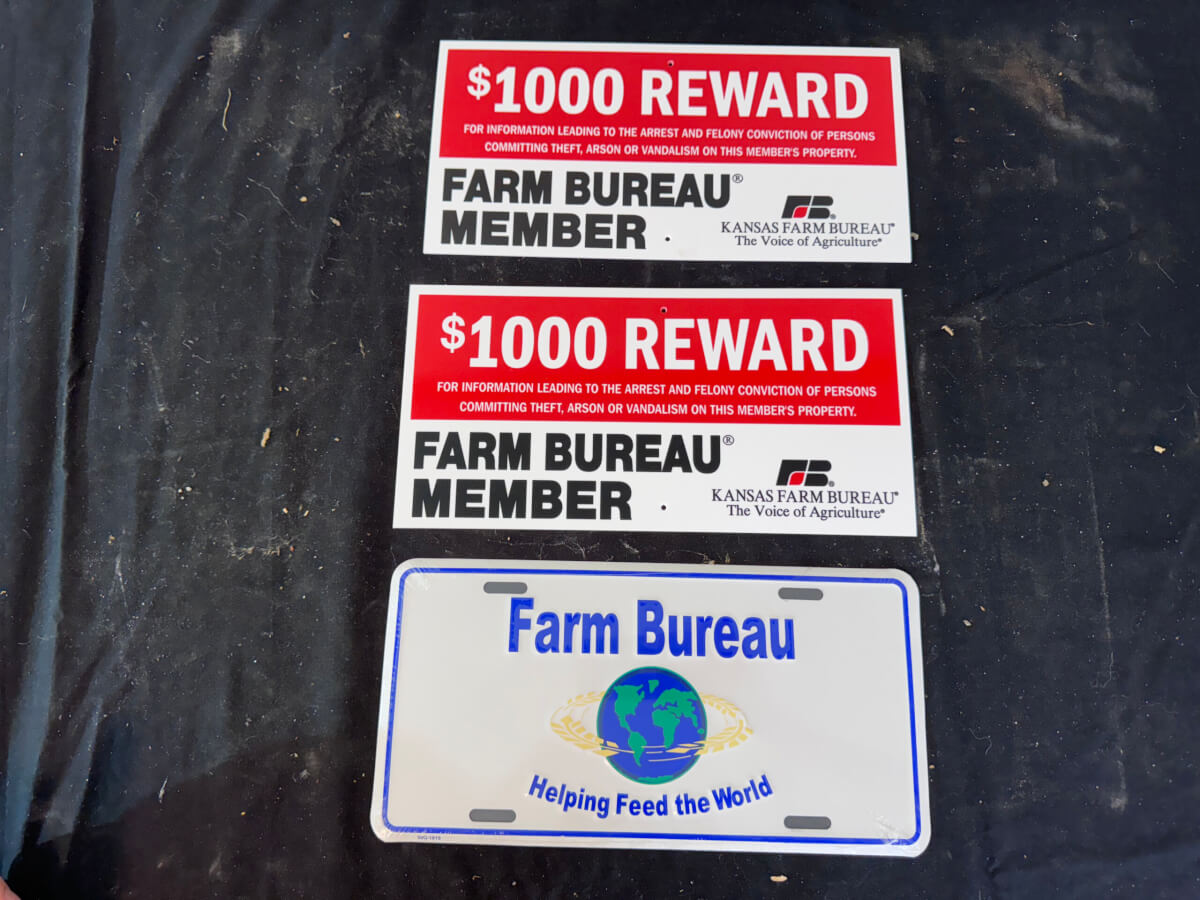 $1000 REWARD
FOR INFORMATION LEADING TO THE ARREST AND FELONY CONVICTION OF PERSONS
COMMITTING THEFT, ARSON OR VANDALISM ON THIS MEMBER'S PROPERTY.
FARM BUREAU®
MEMBER
FB®
KANSAS FARM BUREAU®
The Voice of Agriculture®
$1000 REWARD
FOR INFORMATION LEADING TO THE ARREST AND FELONY CONVICTION OF PERSONS
COMMITTING THEFT, ARSON OR VANDALISM ON THIS MEMBER'S PROPERTY.
FARM BUREAU®
MEMBER
FB®
KANSAS FARM BUREAU®
The Voice of Agriculture®
Farm Bureau
Helping Feed the World